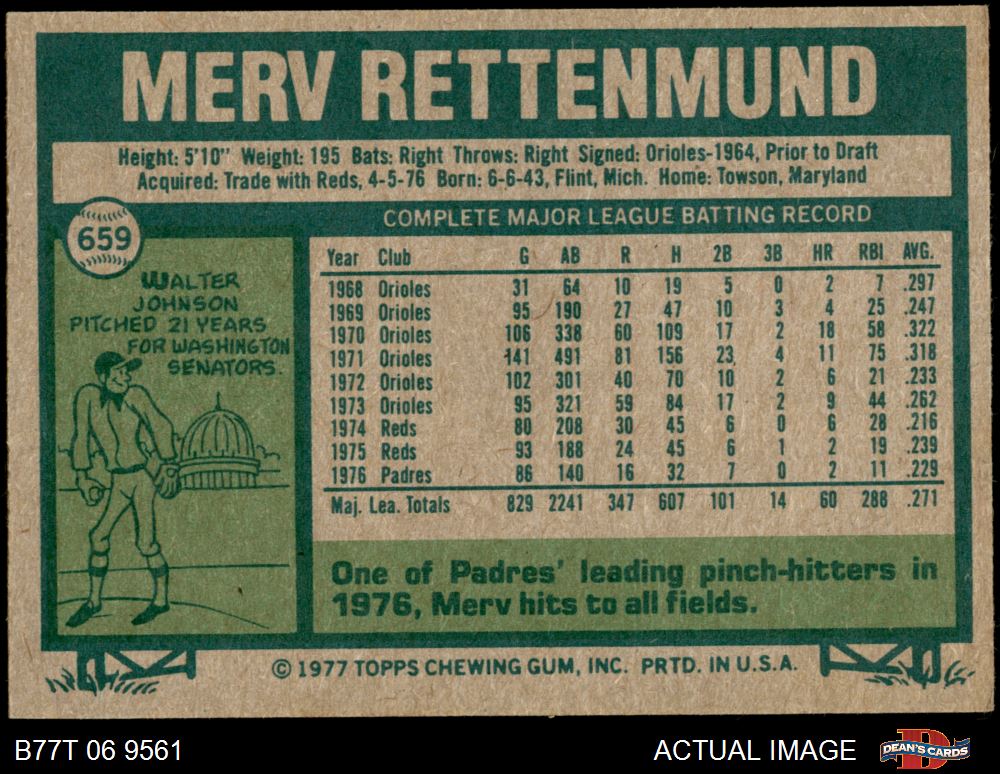 MERV RETTENMUND
Height: 5'10" Weight: 195 Bats: Right Throws: Right Signed: Orioles-1964, Prior to Draft
Acquired: Trade with Reds, 4-5-76 Born: 6-6-43, Flint, Mich. Home: Towson, Maryland
659
WALTER
JOHNSON
PITCHED 21 YEARS
FOR WASHINGTON
SENATORS.
COMPLETE MAJOR LEAGUE BATTING RECORD
Year Club G AB R H 2B 3B HR RBI AVG.
1968 Orioles 31 64 10 19 5 0 2 7 .297
1969 Orioles 95 190 27 47 10 3 4 25 .247
1970 Orioles 106 338 60 109 17 2 18 58 .322
1971 Orioles 141 491 81 156 23 4 11 75 .318
1972 Orioles 102 301 40 70 10 2 6 21 .233
1973 Orioles 95 321 59 84 17 2 9 44 .262
1974 Reds 80 208 30 45 6 0 6 28 .216
1975 Reds 93 188 24 45 6 1 2 19 .239
1976 Padres 86 140 16 32 7 0 2 11 .229
Maj. Lea. Totals 829 2241 347 607 101 14 60 288 .271
One of Padres' leading pinch-hitters in
1976, Merv hits to all fields.
© 1977 TOPPS CHEWING GUM, INC. PRTD. IN U.S.A.
B77T 06 9561
ACTUAL IMAGE
DEAN'S CARDS